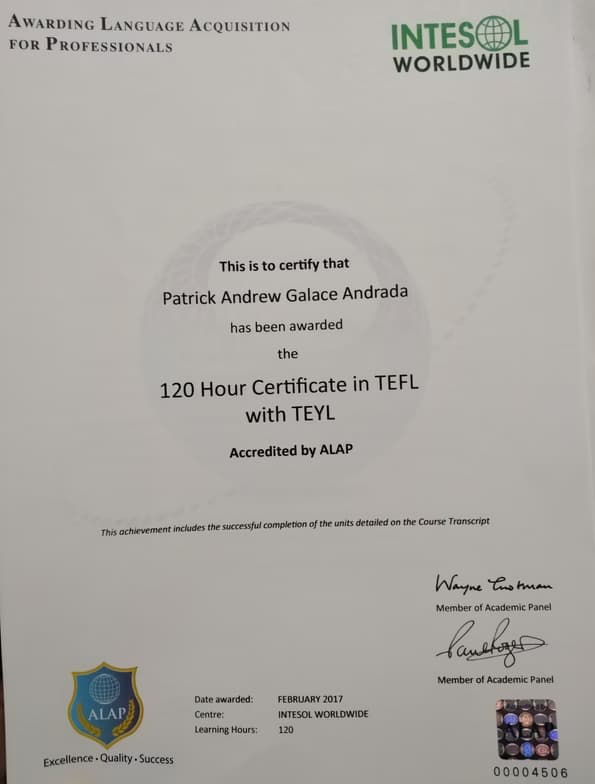 AWARDING LANGUAGE ACQUISITION
FOR PROFESSIONALS
INTESOL
WORLDWIDE
This is to certify that
Patrick Andrew Galace Andrada
has been awarded
the
120 Hour Certificate in TEFL
with TEYL
Accredited by ALAP
This achievement includes the successful completion of the units detailed on the Course Transcript
Wayne
Member of Academic Panel
Member of Academic Panel
ALAP
Excellence · Quality · Success
Date awarded: FEBRUARY 2017
Centre: INTESOL WORLDWIDE
Learning Hours: 120
ALAP
00004506